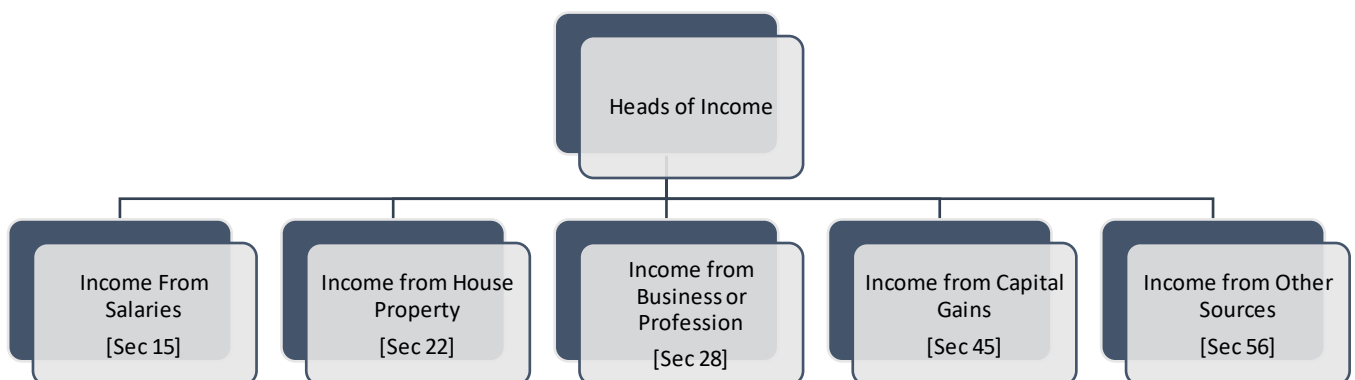 Heads of Income
Income From
Salaries
[Sec 15]
Income from House
Property
[Sec 22]
Income from
Business or
Profession
[Sec 28]
Income from Capital
Gains
[Sec 45]
Income from Other
Sources
[Sec 56]